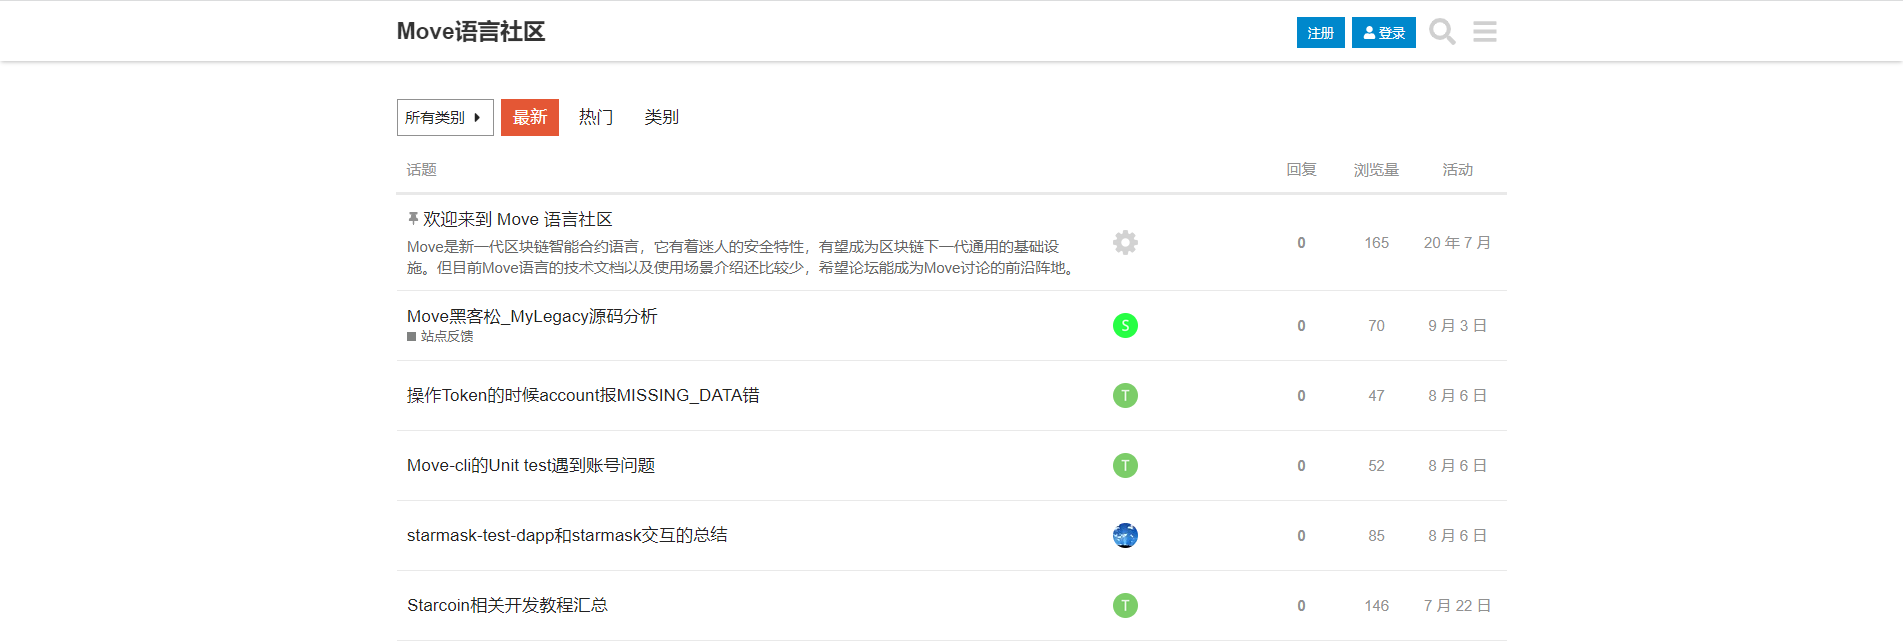 Move语言社区
注册 登录
所有类别 最新 热门 类别
话题 回复 浏览量 活动
欢迎来到 Move 语言社区
Move是新一代区块链智能合约语言，它有着迷人的安全特性，有望成为区块链下一代通用的基础设
施。但目前Move语言的技术文档以及使用场景介绍还比较少，希望论坛能成为Move讨论的前沿阵地。
0 165 20 年 7 月
Move黑客松_MyLegacy源码分析
站点反馈
S 0 70 9 月 3 日
操作Token的时候account报MISSING_DATA错 T 0 47 8 月 6 日
Move-cli的Unit test遇到账号问题 T 0 52 8 月 6 日
starmask-test-dapp和starmask交互的总结 0 85 8 月 6 日
Starcoin相关开发教程汇总 T 0 146 7 月 22 日